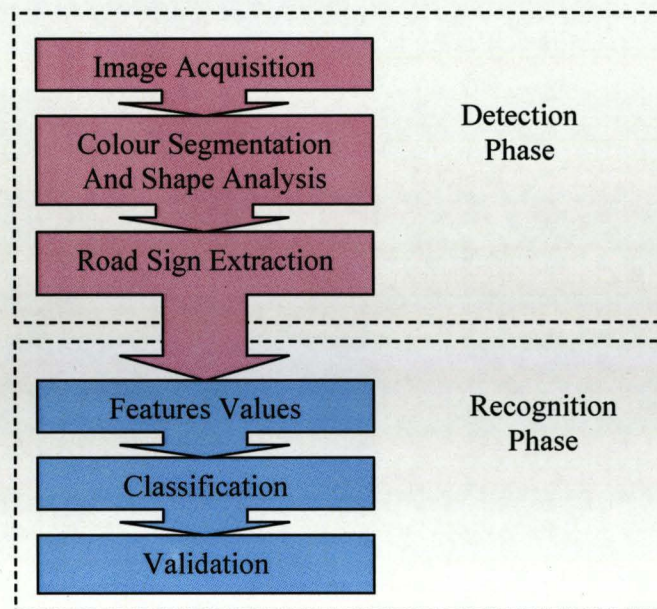 Image Acquisition
Colour Segmentation
And Shape Analysis
Road Sign Extraction
Detection
Phase
Features Values
Classification
Validation
Recognition
Phase